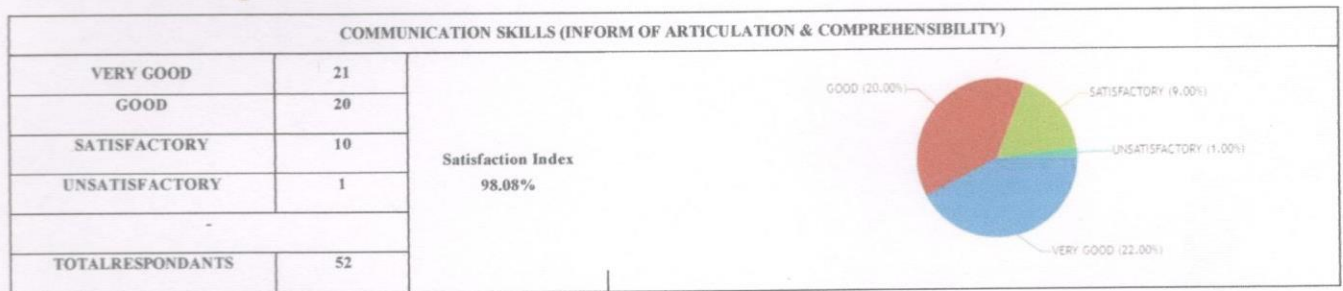 COMMUNICATION SKILLS (INFORM OF ARTICULATION & COMPREHENSIBILITY)
VERY GOOD 21
GOOD 20
SATISFACTORY 10
UNSATISFACTORY 1
-
TOTALRESPONDANTS 52
Satisfaction Index
98.08%
GOOD (20.00%)
SATISFACTORY (9.00%)
UNSATISFACTORY (1.00%)
VERY GOOD (22.00%)